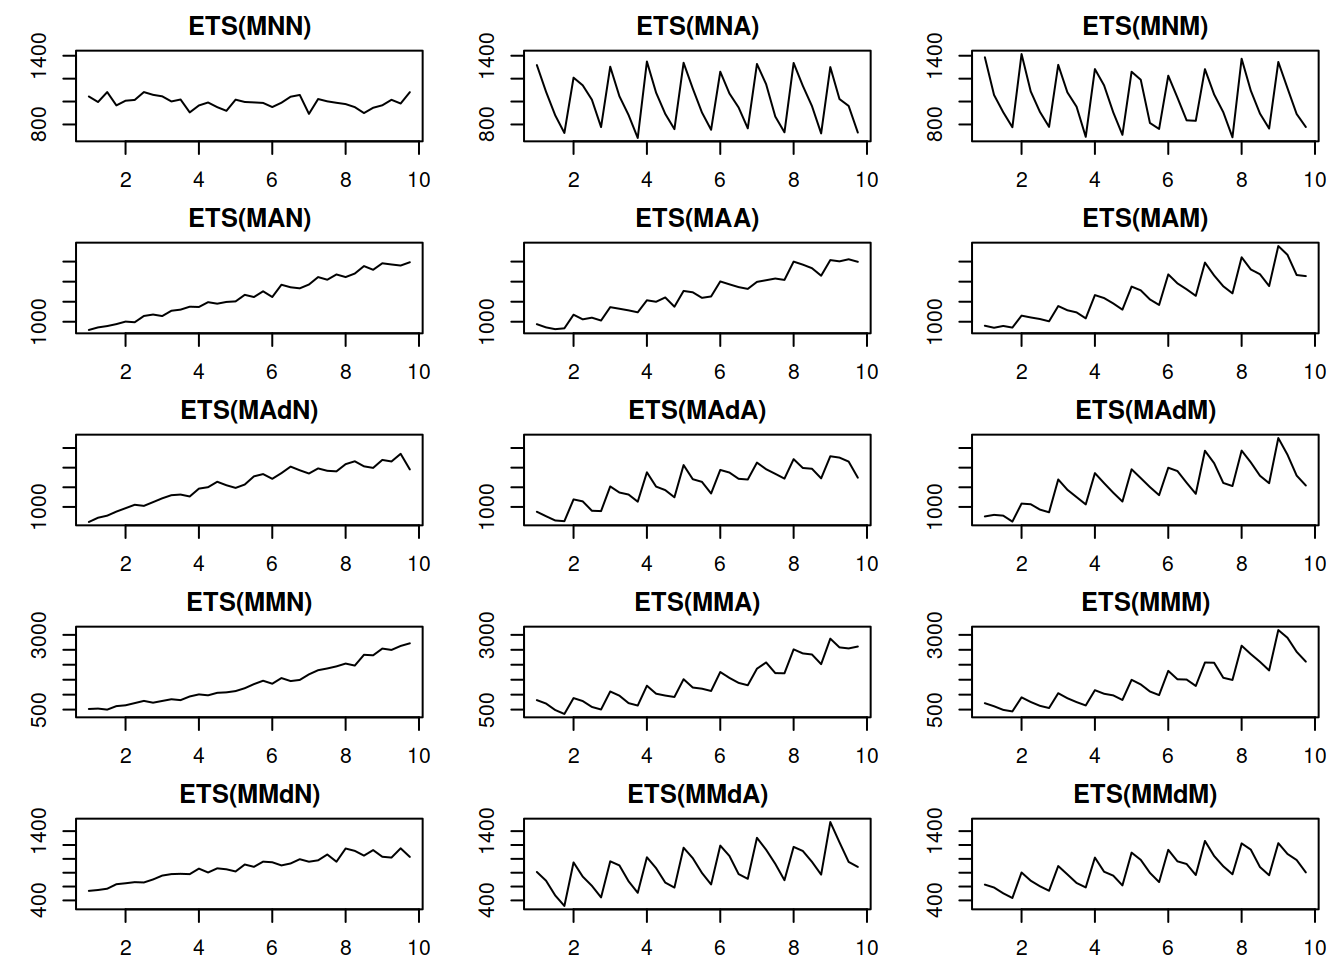 ETS(MNN) ETS(MNA) ETS(MNM)
1400 1400 1400
800 800 800
2 4 6 8 10 2 4 6 8 10 2 4 6 8 10
ETS(MAN) ETS(MAA) ETS(MAM)
1000 1000 1000
2 4 6 8 10 2 4 6 8 10 2 4 6 8 10
ETS(MAdN) ETS(MAdA) ETS(MAdM)
1000 1000 1000
2 4 6 8 10 2 4 6 8 10 2 4 6 8 10
ETS(MMN) ETS(MMA) ETS(MMM)
3000 3000 3000
500 500 500
2 4 6 8 10 2 4 6 8 10 2 4 6 8 10
ETS(MMdN) ETS(MMdA) ETS(MMdM)
1400 1400 1400
400 400 400
2 4 6 8 10 2 4 6 8 10 2 4 6 8 10